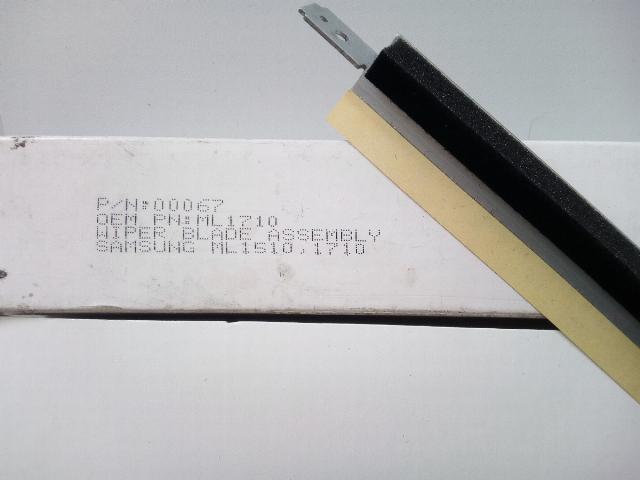 P/N:00067
OEM PN:ML1710
WIPER BLADE ASSEMBLY
SAMSUNG ML1510,1710